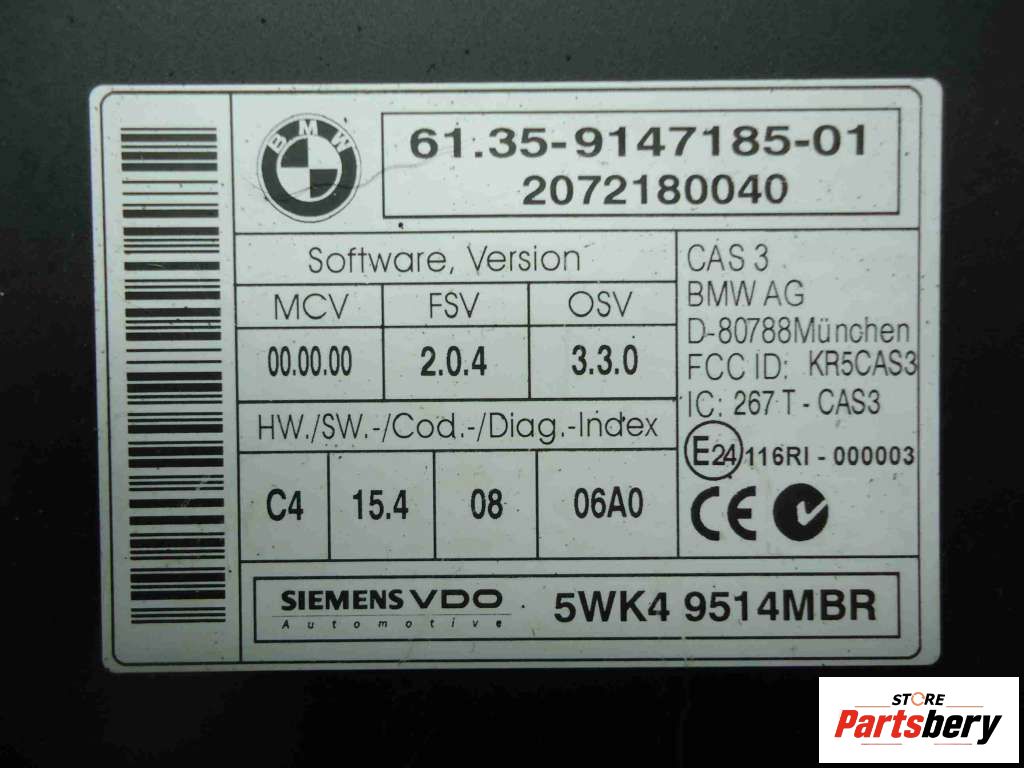 BMW
61.35-9147185-01
2072180040
Software, Version
MCV FSV OSV
00.00.00 2.0.4 3.3.0
HW./SW.-/Cod.-/Diag.-Index
C4 15.4 08 06A0
CAS 3
BMW AG
D-80788München
FCC ID: KR5CAS3
IC: 267 T - CAS3
E24 116RI - 000003
CE
SIEMENS VDO
Automotive
5WK4 9514MBR
STORE
Partsbery